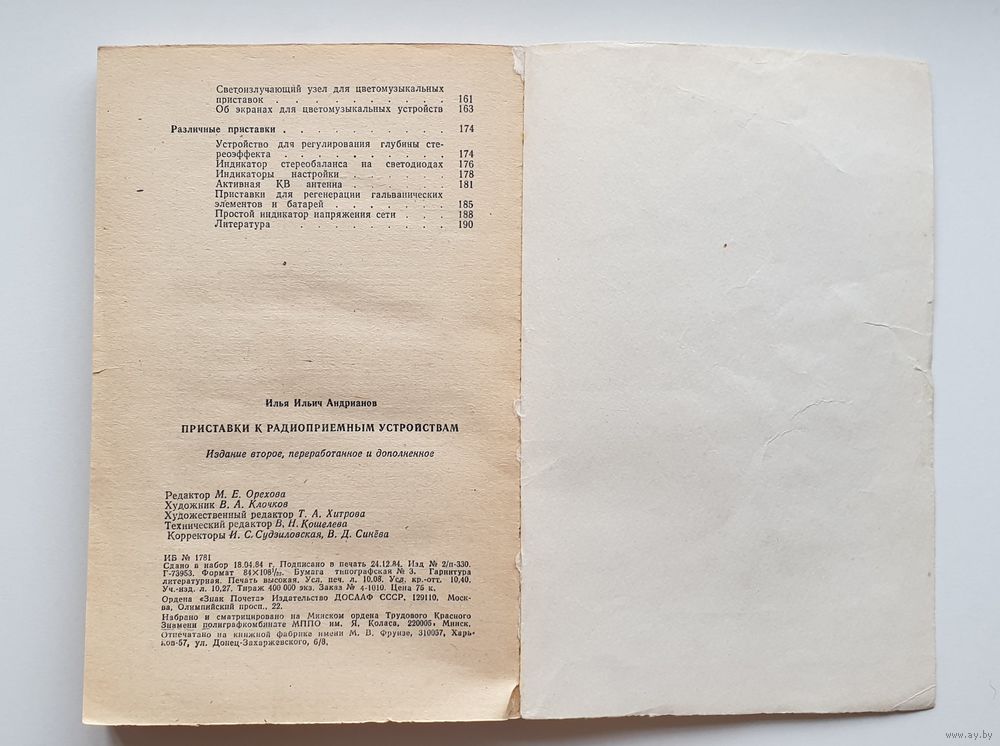 Светоизлучающий узел для цветомузыкальных
приставок . . . . . . . . . 161
Об экранах для цветомузыкальных устройств 163
Различные приставки . . . . . . . . . . 174
Устройство для регулирования глубины сте-
реоэффекта . . . . . . . . . 174
Индикатор стереобаланса на светодиодах 176
Индикаторы настройки . . . . . . 178
Активная КВ антенна . . . . . . 181
Приставки для регенерации гальванических
элементов и батарей . . . . . . . 185
Простой индикатор напряжения сети . . . 188
Литература . . . . . . . . 190
Илья Ильич Андрианов
ПРИСТАВКИ К РАДИОПРИЕМНЫМ УСТРОЙСТВАМ
Издание второе, переработанное и дополненное
Редактор М. Е. Орехова
Художник В. А. Клочков
Художественный редактор Т. А. Хитрова
Технический редактор В. Н. Кошелева
Корректоры И. С. Судзиловская, В. Д. Синёва
ИБ № 1781
Сдано в набор 18.04.84 г. Подписано в печать 24.12.84. Изд № 2/п-330.
Г-73953. Формат 84×108¹/₃₂. Бумага типографская № 3. Гарнитура
литературная. Печать высокая. Усл. печ. л. 10,08. Усл. кр.-отт. 10,40.
Уч.-изд. л. 10,27. Тираж 400 000 экз. Заказ № 4-1010. Цена 75 к.
Ордена «Знак Почета» Издательство ДОСААФ СССР. 129110, Моск-
ва, Олимпийский просп., 22.
Набрано и сматрицировано на Минском ордена Трудового Красного
Знамени полиграфкомбинате МППО им. Я. Коласа. 220005, Минск.
Отпечатано на книжной фабрике имени М. В. Фрунзе, 310057, Харь-
ков-57, ул. Донец-Захаржевского, 6/8.
www.ay.by